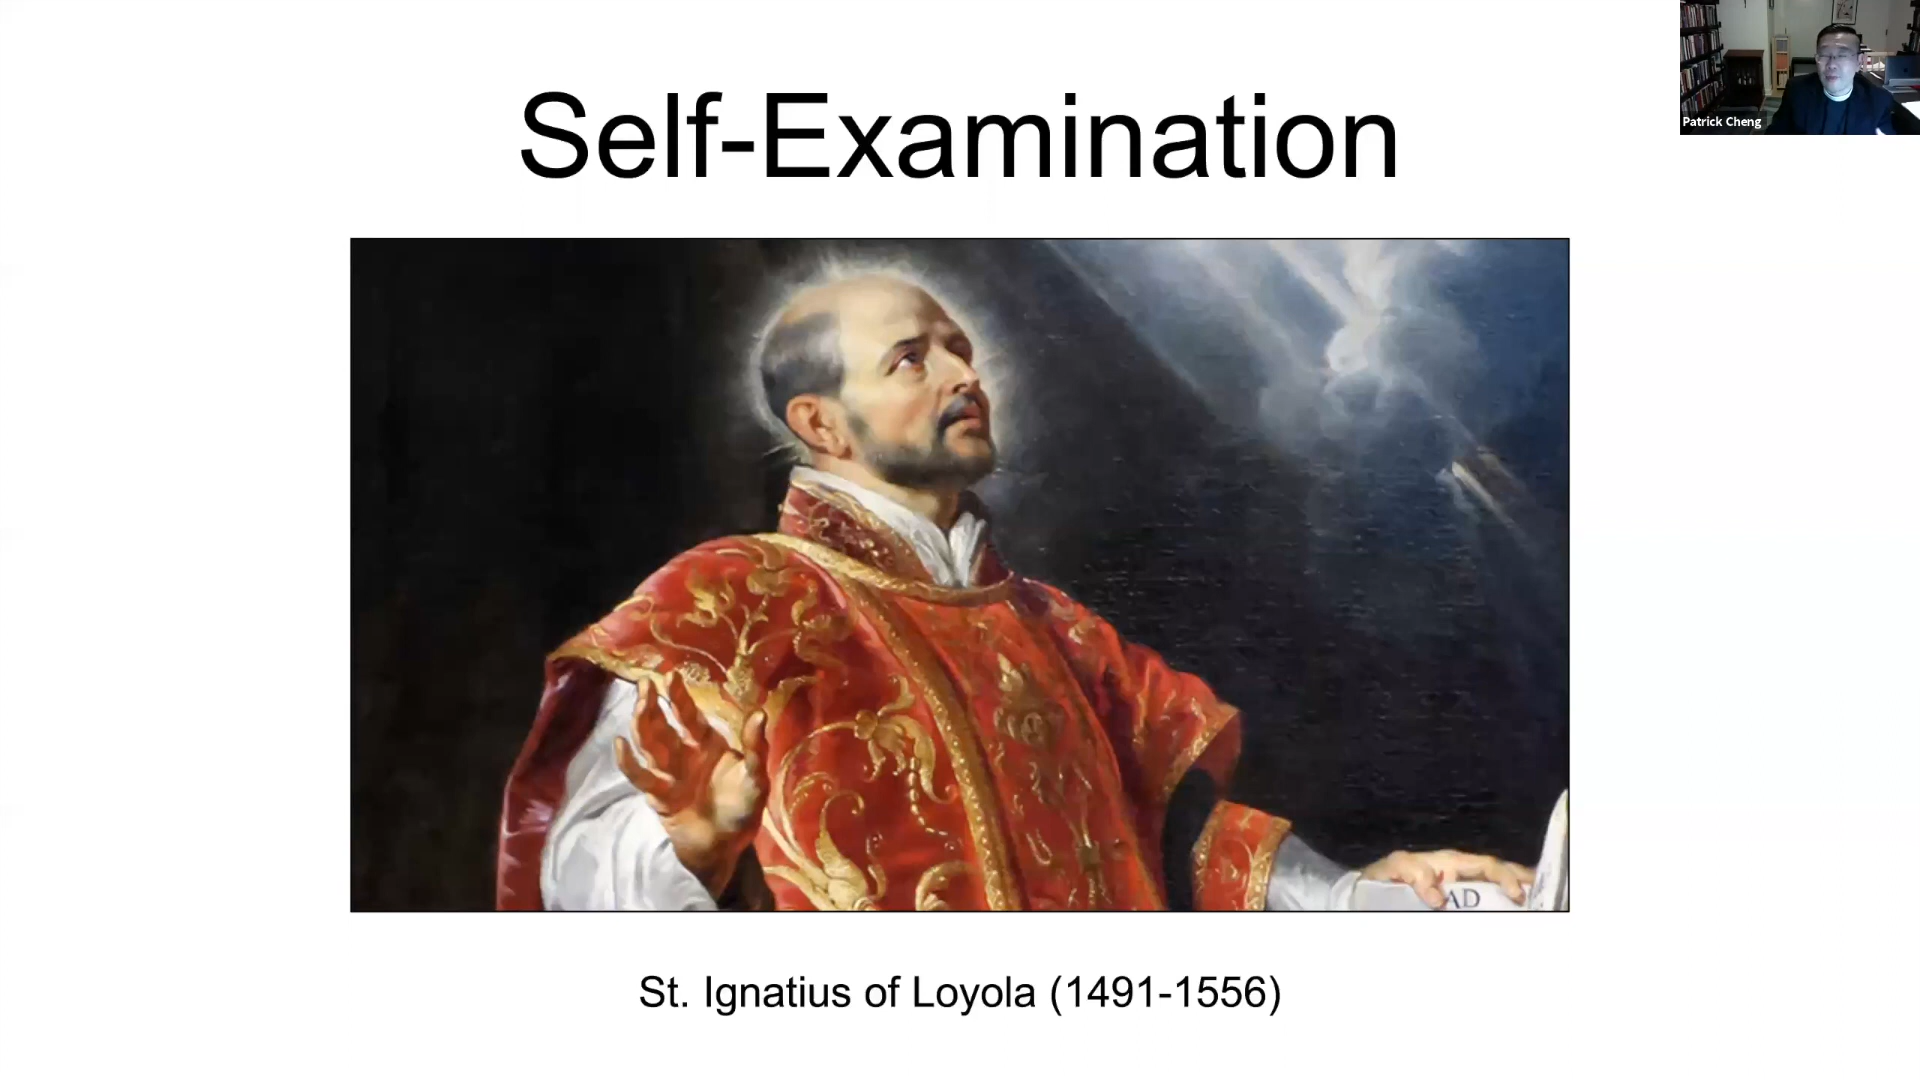 Self-Examination
Patrick Cheng
AD
St. Ignatius of Loyola (1491-1556)